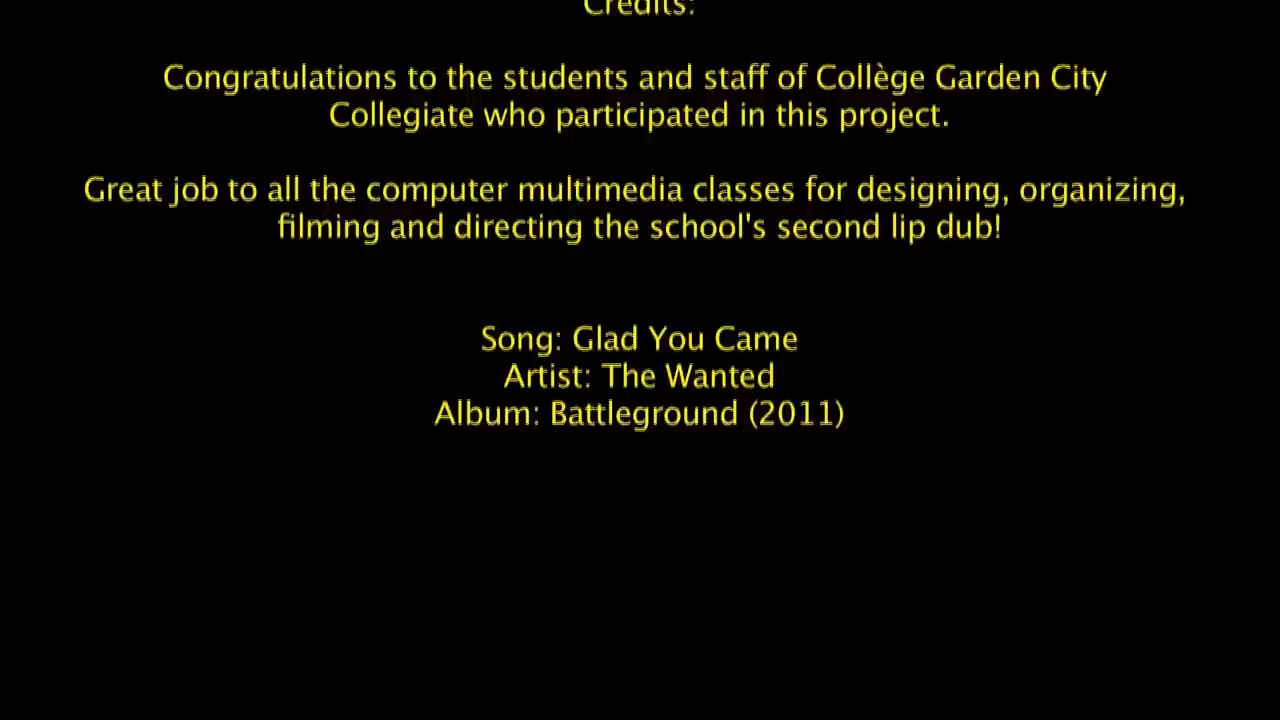 Credits:
Congratulations to the students and staff of Collège Garden City
Collegiate who participated in this project.
Great job to all the computer multimedia classes for designing, organizing,
filming and directing the school's second lip dub!
Song: Glad You Came
Artist: The Wanted
Album: Battleground (2011)